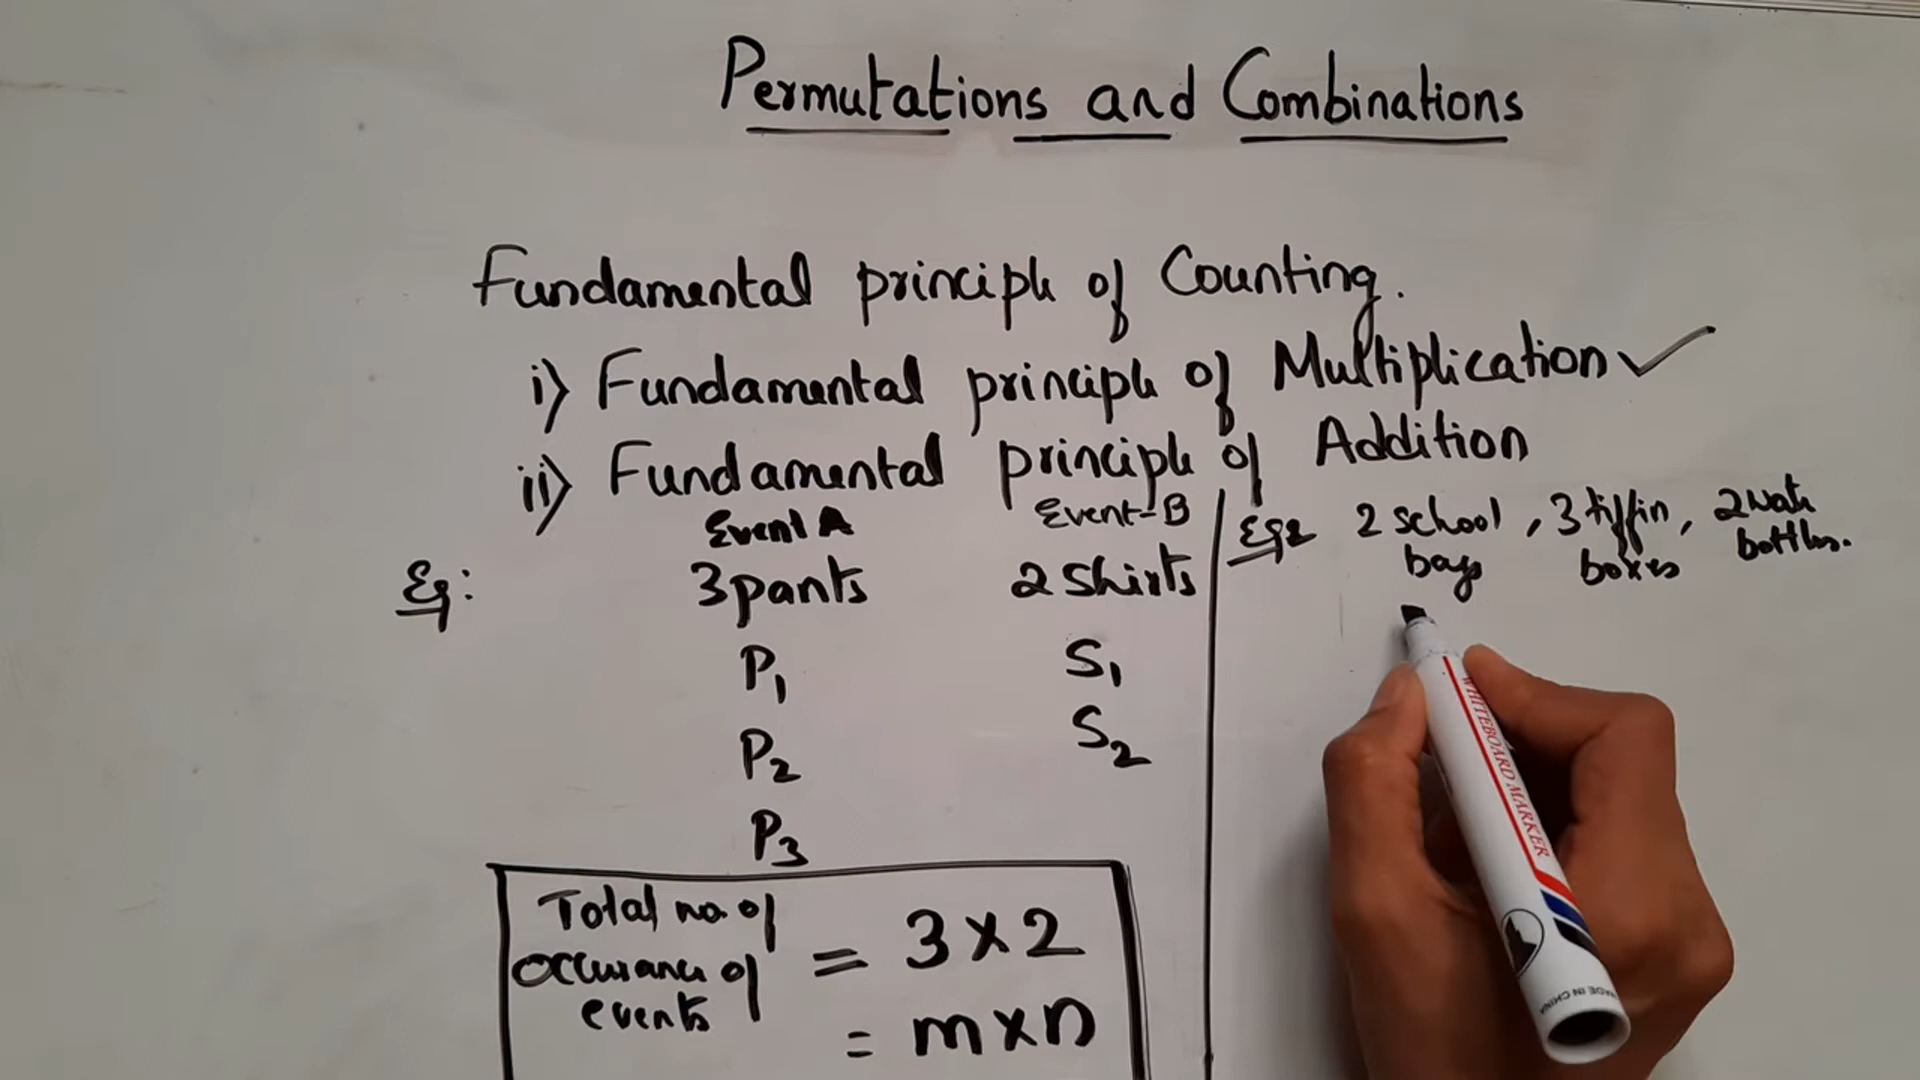 Permutations and Combinations
Fundamental principle of Counting.
i) Fundamental principle of Multiplication ✓
ii) Fundamental principle of Addition
Event A
Event-B
Eg:
3 pants
2 Shirts
P1
S1
P2
S2
P3
Total no. of
occurance of
events
= 3 × 2
= m × n
Eg2 2 school , 3 tiffin , 2 wate
bags boxes bottles.
WHITEBOARD MARKER
MADE IN CHINA